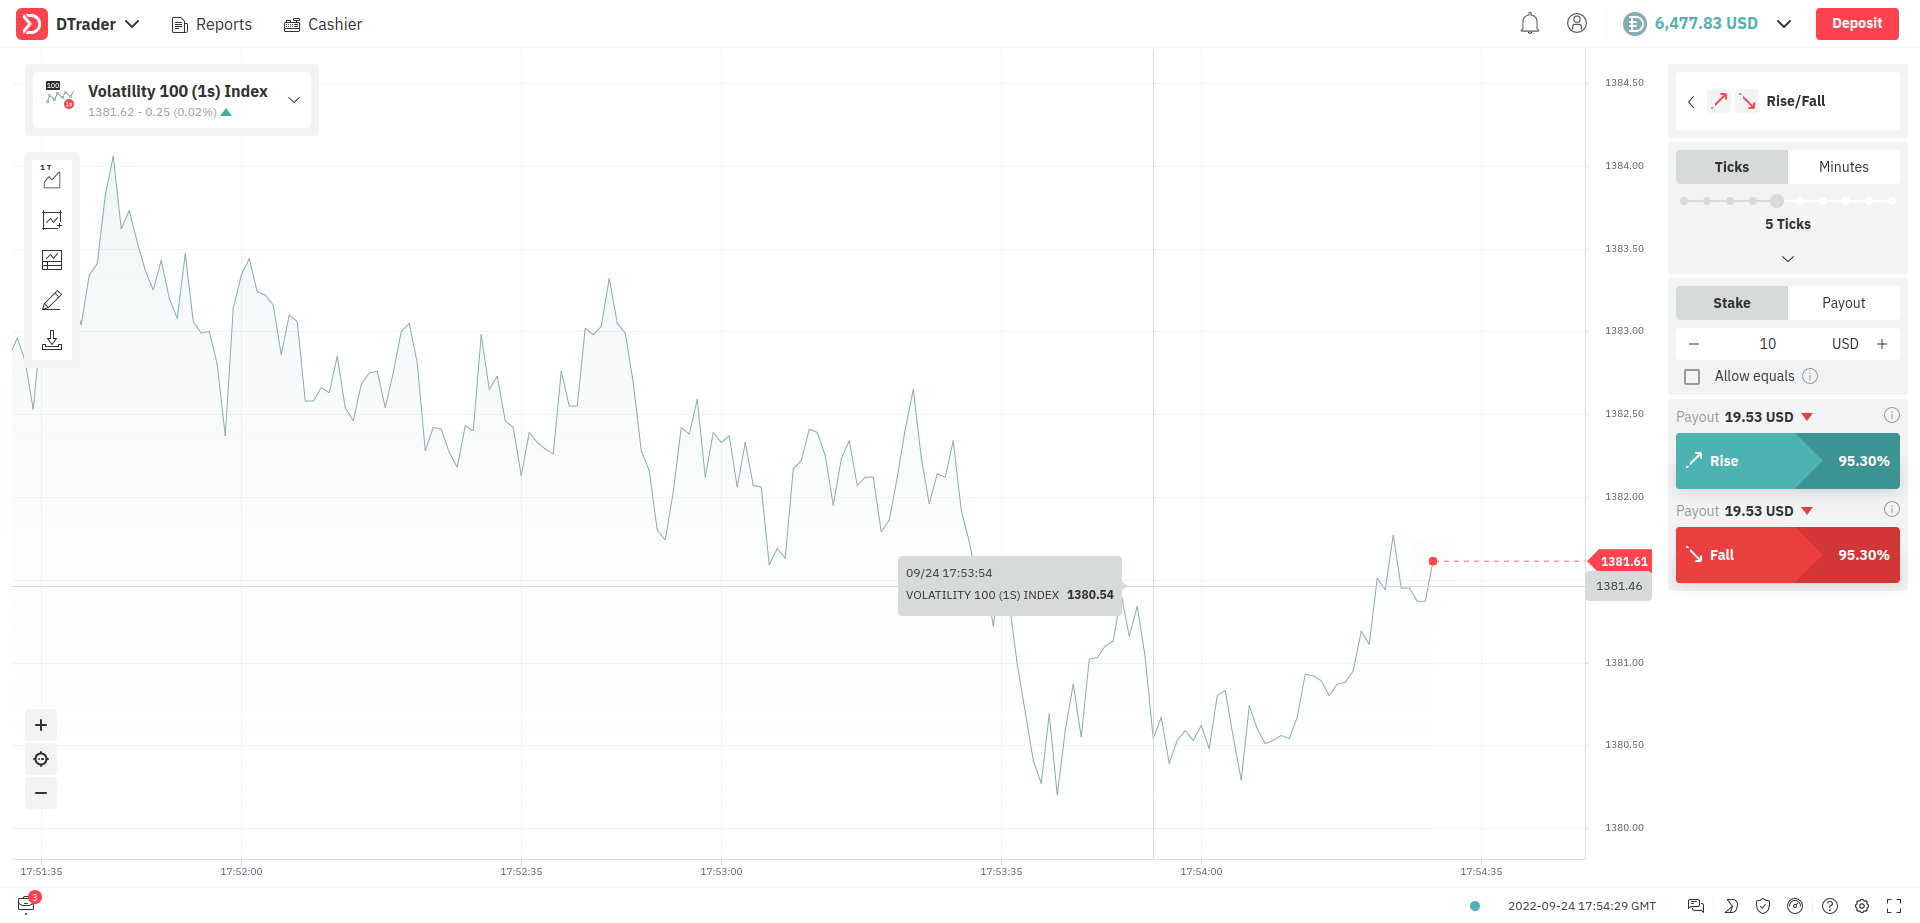 DTrader
Reports
Cashier
6,477.83 USD
Deposit
100
1s
Volatility 100 (1s) Index
1381.62 - 0.25 (0.02%)
1 T
1384.50
1384.00
1383.50
1383.00
1382.50
1382.00
1381.61
1381.46
1381.00
1380.50
1380.00
09/24 17:53:54
VOLATILITY 100 (1S) INDEX 1380.54
17:51:35
17:52:00
17:52:35
17:53:00
17:53:35
17:54:00
17:54:35
Rise/Fall
Ticks
Minutes
5 Ticks
Stake
Payout
10
USD
Allow equals
Payout 19.53 USD
Rise
95.30%
Payout 19.53 USD
Fall
95.30%
3
2022-09-24 17:54:29 GMT